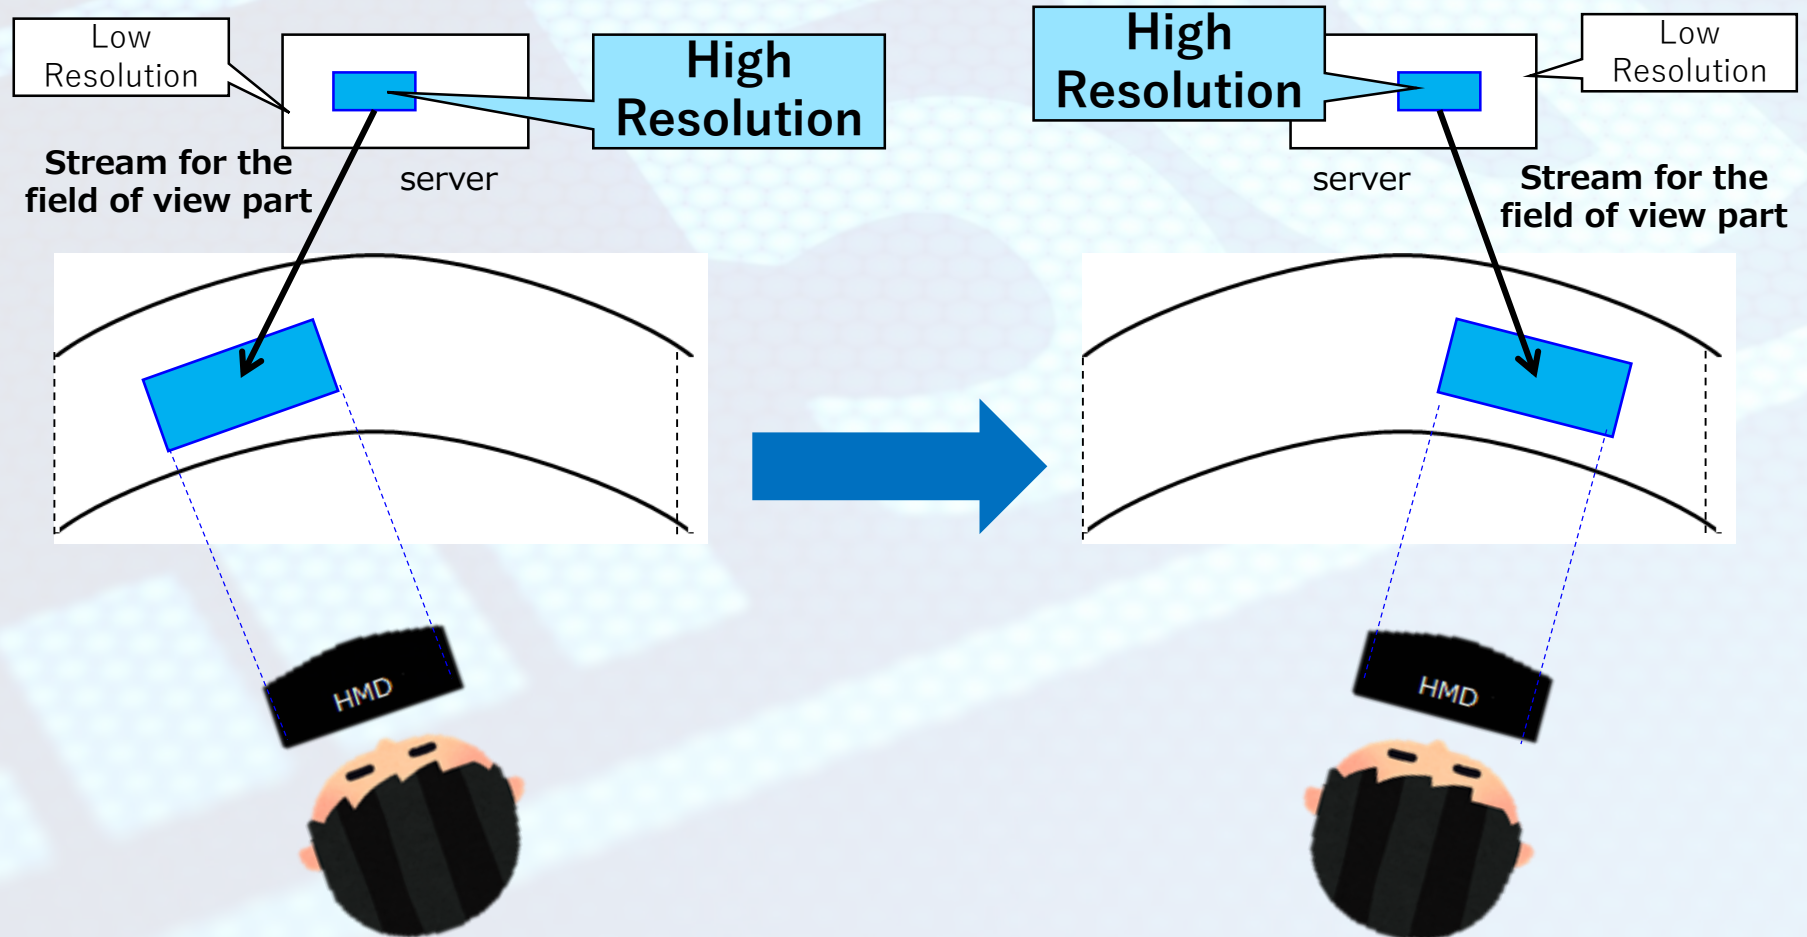 Low
Resolution
High
Resolution
Stream for the
field of view part
server
HMD
High
Resolution
Low
Resolution
server
Stream for the
field of view part
HMD